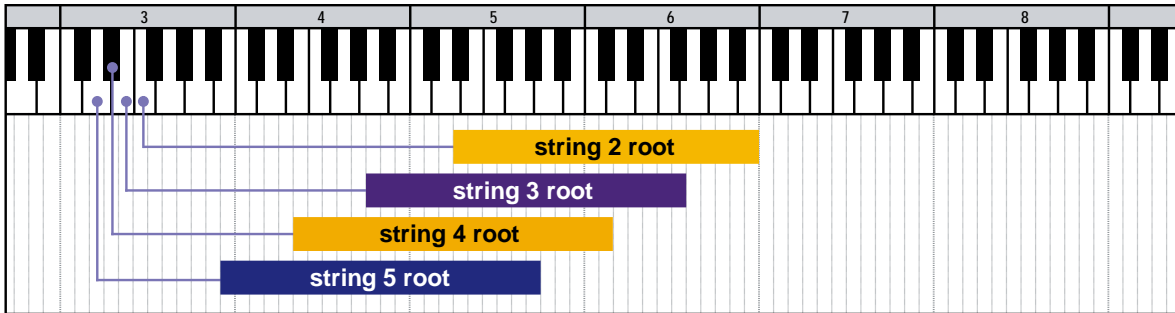 3 4 5 6 7 8
string 2 root
string 3 root
string 4 root
string 5 root